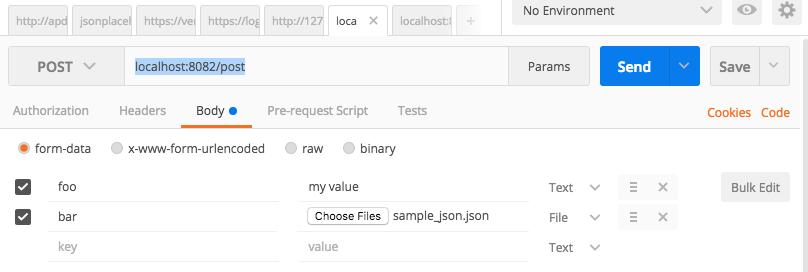 http://apd jsonplacel https://ver https://log http://127 loca localhost:8 No Environment
POST localhost:8082/post Params Send Save
Authorization Headers Body Pre-request Script Tests Cookies Code
form-data x-www-form-urlencoded raw binary
foo my value Text Bulk Edit
bar Choose Files sample_json.json File
key value Text